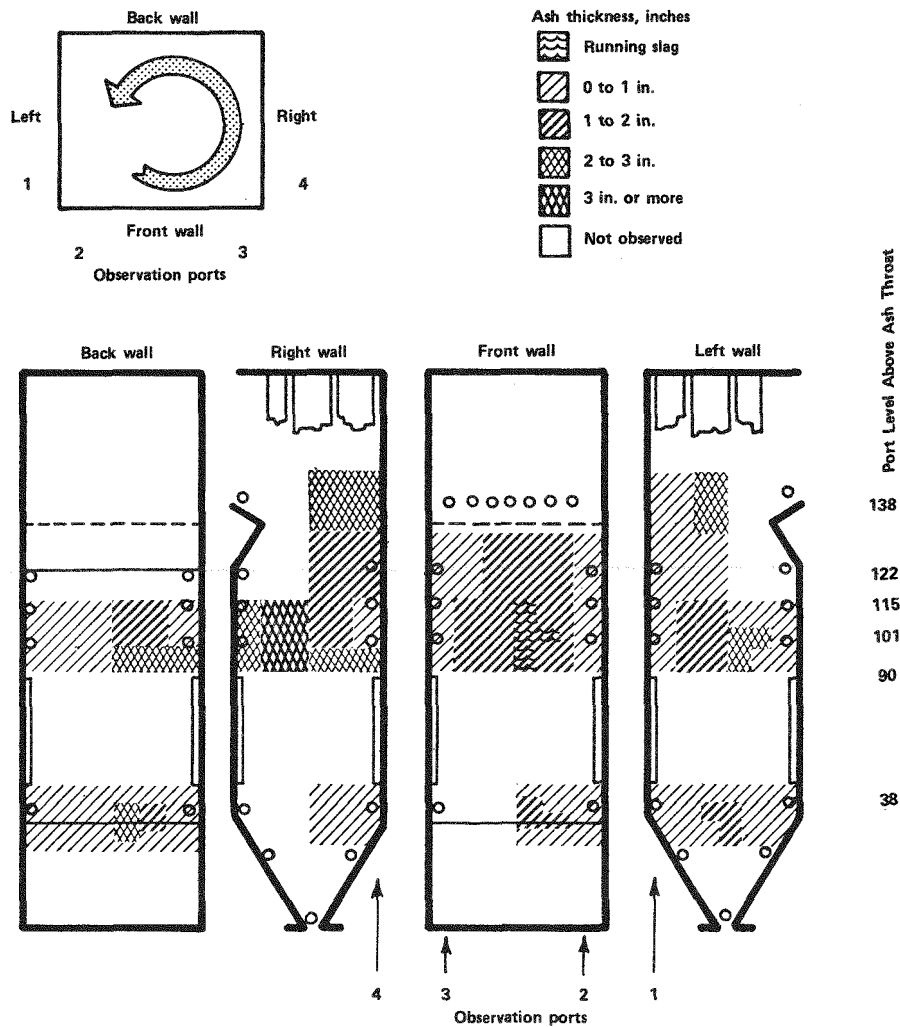 Back wall
Left
Right
1
4
Front wall
2
3
Observation ports
Ash thickness, inches
Running slag
0 to 1 in.
1 to 2 in.
2 to 3 in.
3 in. or more
Not observed
Port Level Above Ash Throat
Back wall
Right wall
Front wall
Left wall
138
122
115
101
90
38
4
3
2
1
Observation ports